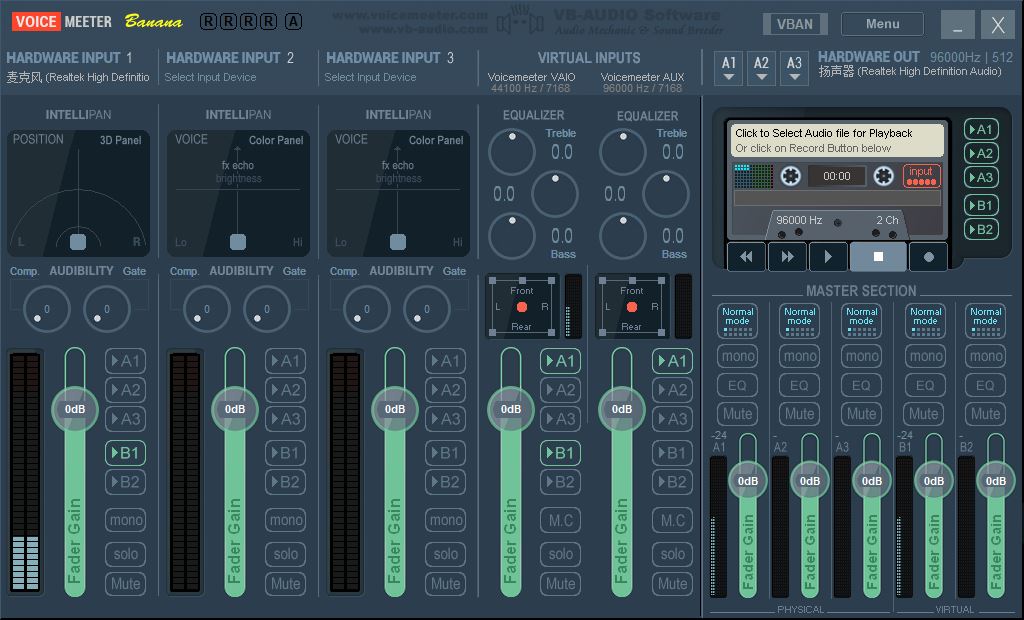 VOICE MEETER Banana R R R R A www.voicemeeter.com VB-AUDIO Software VBAN Menu _ X
www.vb-audio.com Audio Mechanic & Sound Breeder
HARDWARE INPUT 1 HARDWARE INPUT 2 HARDWARE INPUT 3 VIRTUAL INPUTS A1 A2 A3 HARDWARE OUT 96000Hz | 512
麦克风 (Realtek High Definitio Select Input Device Select Input Device Voicemeeter VAIO Voicemeeter AUX 扬声器 (Realtek High Definition Audio)
44100 Hz / 7168 96000 Hz / 7168
INTELLIPAN INTELLIPAN INTELLIPAN EQUALIZER EQUALIZER
POSITION 3D Panel VOICE Color Panel VOICE Color Panel Treble Treble Click to Select Audio file for Playback A1
fx echo fx echo 0.0 0.0 Or click on Record Button below A2
brightness brightness 00:00 input A3
0.0 0.0
B1
L R Lo Hi Lo Hi 0.0 0.0 96000 Hz 2 Ch B2
Bass Bass
Comp. AUDIBILITY Gate Comp. AUDIBILITY Gate Comp. AUDIBILITY Gate
0 0 0 0 0 0
Front Front
L R L R
Rear Rear
MASTER SECTION
Normal mode Normal mode Normal mode Normal mode Normal mode
mono mono mono mono mono
A1 A1 A1 A1 A1
A2 A2 A2 A2 A2 EQ EQ EQ EQ EQ
0dB A3 0dB A3 0dB A3 0dB A3 0dB A3 Mute Mute Mute Mute Mute
-24 - - -24 -
B1 B1 B1 B1 B1 A1 A2 A3 B1 B2
B2 B2 B2 B2 B2 0dB 0dB 0dB 0dB 0dB
Fader Gain mono Fader Gain mono Fader Gain mono Fader Gain M.C Fader Gain M.C
solo solo solo solo solo Fader Gain Fader Gain Fader Gain Fader Gain Fader Gain
Mute Mute Mute Mute Mute
PHYSICAL VIRTUAL